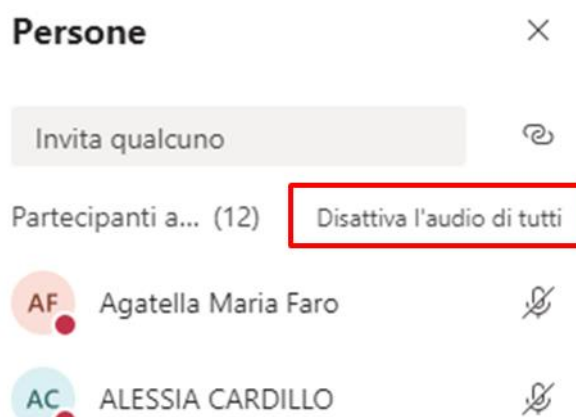 Persone
Invita qualcuno
Partecipanti a... (12) Disattiva l'audio di tutti
AF Agatella Maria Faro
AC ALESSIA CARDILLO